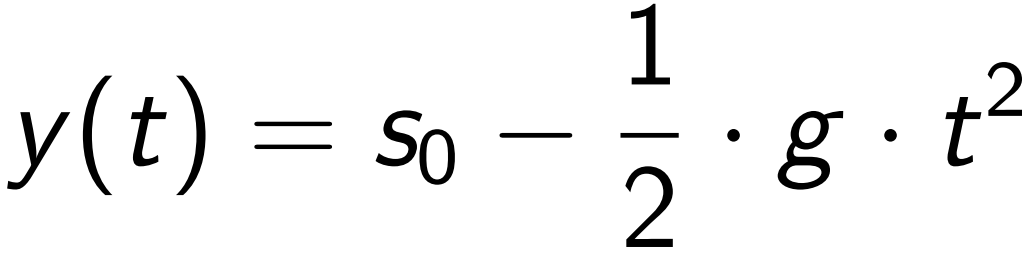 y(t) = s₀ − 1/2 · g · t²